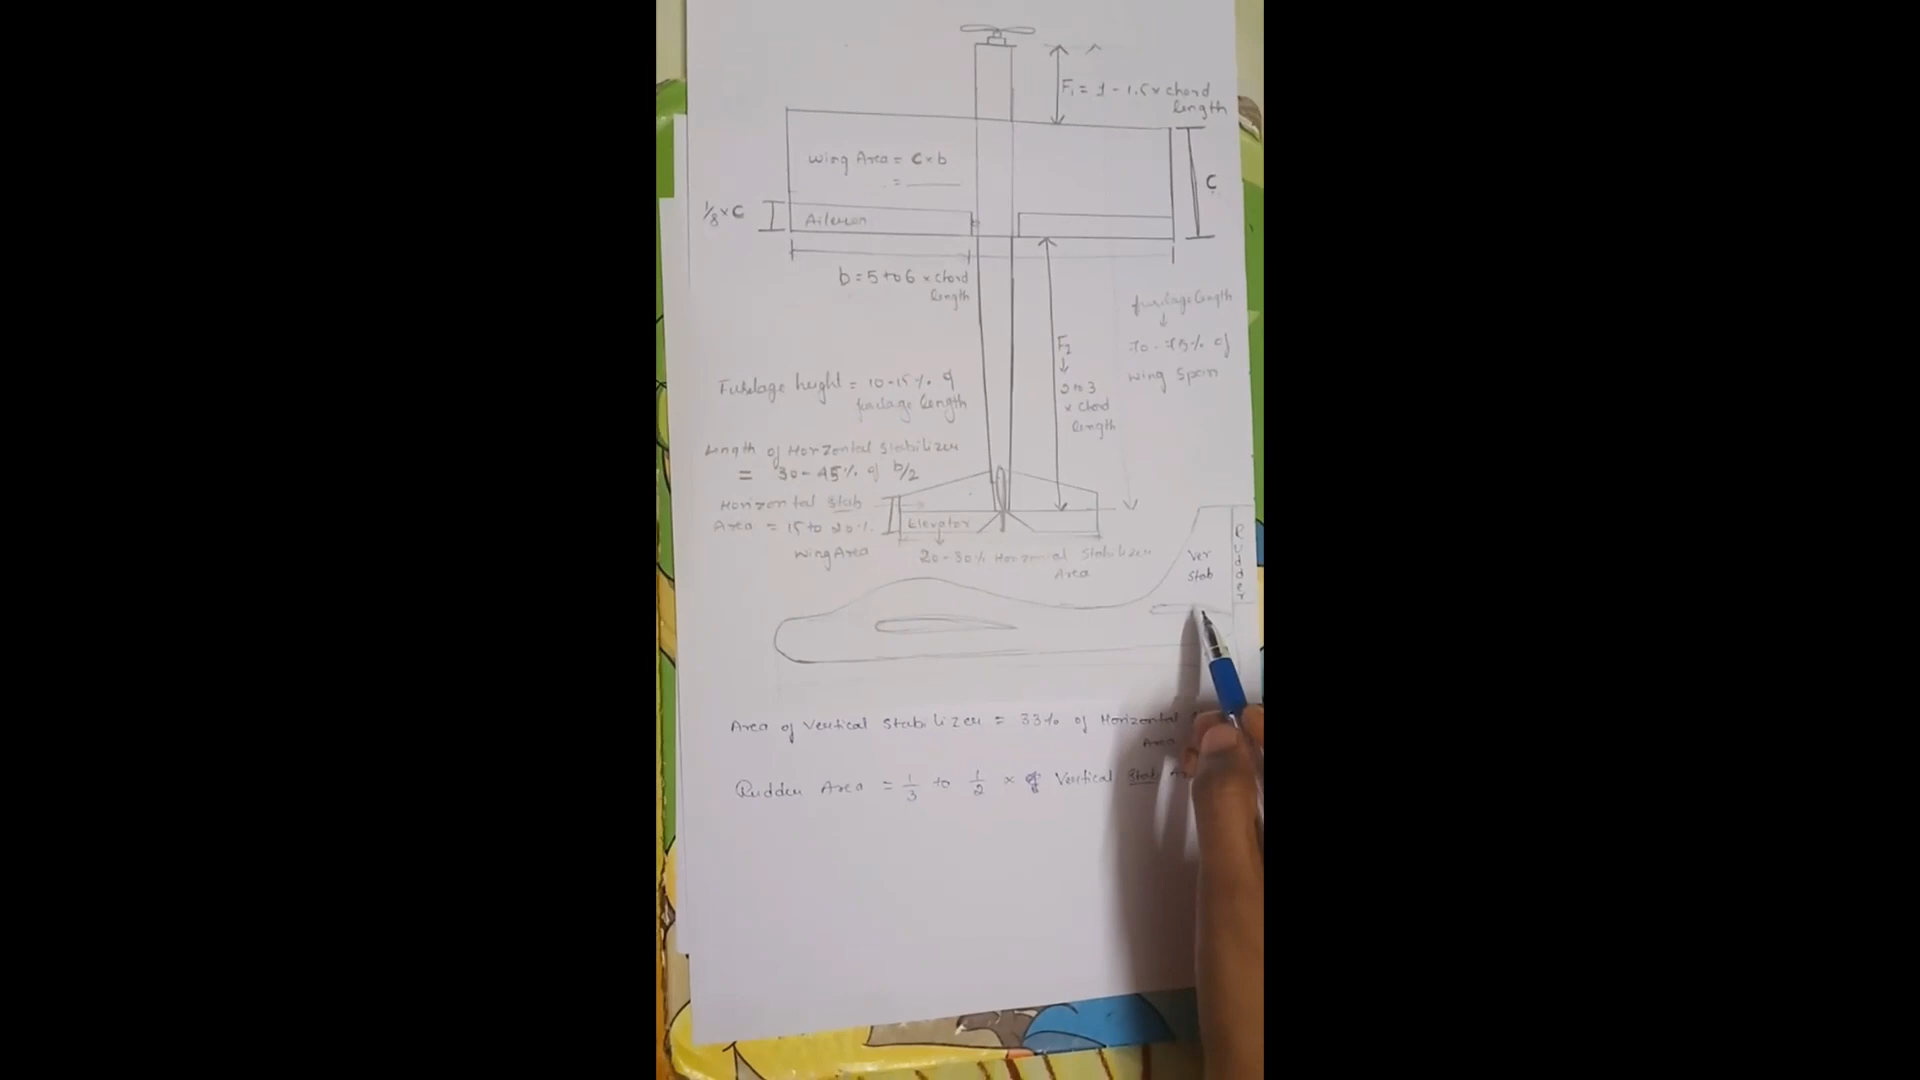 F1 = 1 - 1.5 x chord
length
Wing Area = C x b
= ______
C
1/8 x C
Aileron
b = 5 to 6 x chord
length
fuselage length
↓
70 - 75% of
wing span
F2
↓
2 to 3
x chord
length
Fuselage height = 10-15% of
fuselage length
Length of Horizontal Stabilizer
= 30 - 45% of b/2
Horizontal Stab
Area = 15 to 20%
wing Area
Elevator
20-30% Horizontal Stabilizer
Area
Ver
Stab
Rudder
Area of Vertical Stabilizer = 33% of Horizontal
Area
Rudder Area = 1/3 to 1/2 x Vertical Stab